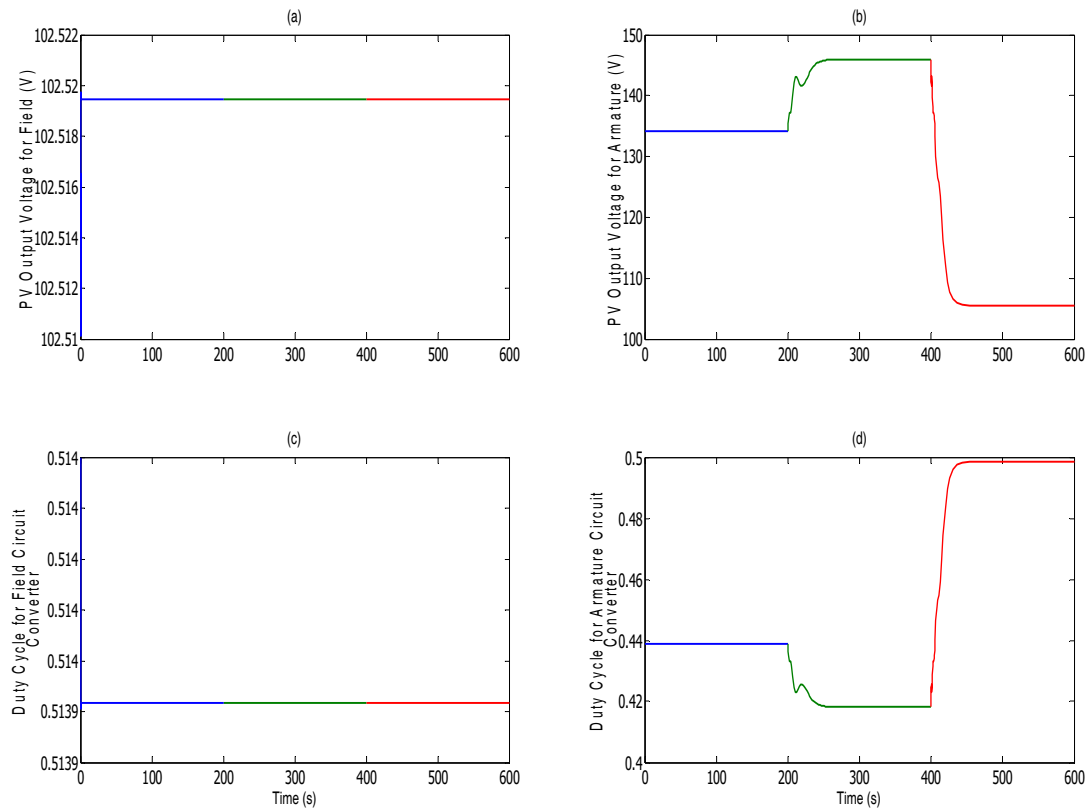 (a)
102.522
102.52
102.518
102.516
102.514
102.512
102.51
PV Output Voltage for Field (V)
0 100 200 300 400 500 600
(b)
150
140
130
120
110
100
PV Output Voltage for Armature (V)
0 100 200 300 400 500 600
(c)
0.514
0.514
0.514
0.514
0.514
0.5139
0.5139
Duty Cycle for Field Circuit
Converter
0 100 200 300 400 500 600
Time (s)
(d)
0.5
0.48
0.46
0.44
0.42
0.4
Duty Cycle for Armature Circuit
Converter
0 100 200 300 400 500 600
Time (s)